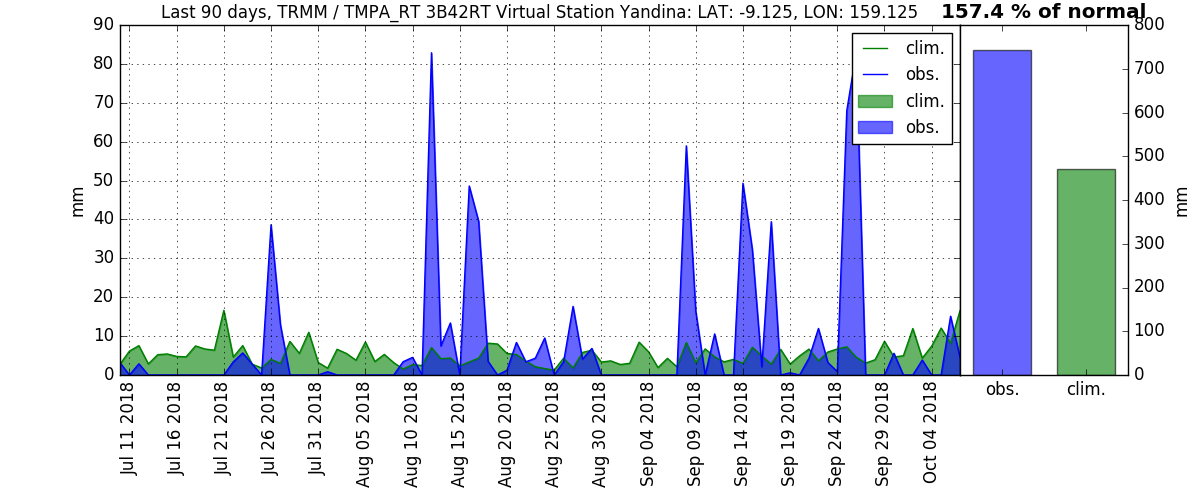 Last 90 days, TRMM / TMPA_RT 3B42RT Virtual Station Yandina: LAT: -9.125, LON: 159.125
157.4 % of normal
90
80
70
60
50
40
30
20
10
0
mm
clim.
obs.
clim.
obs.
Jul 11 2018
Jul 16 2018
Jul 21 2018
Jul 26 2018
Jul 31 2018
Aug 05 2018
Aug 10 2018
Aug 15 2018
Aug 20 2018
Aug 25 2018
Aug 30 2018
Sep 04 2018
Sep 09 2018
Sep 14 2018
Sep 19 2018
Sep 24 2018
Sep 29 2018
Oct 04 2018
800
700
600
500
400
300
200
100
0
mm
obs.
clim.